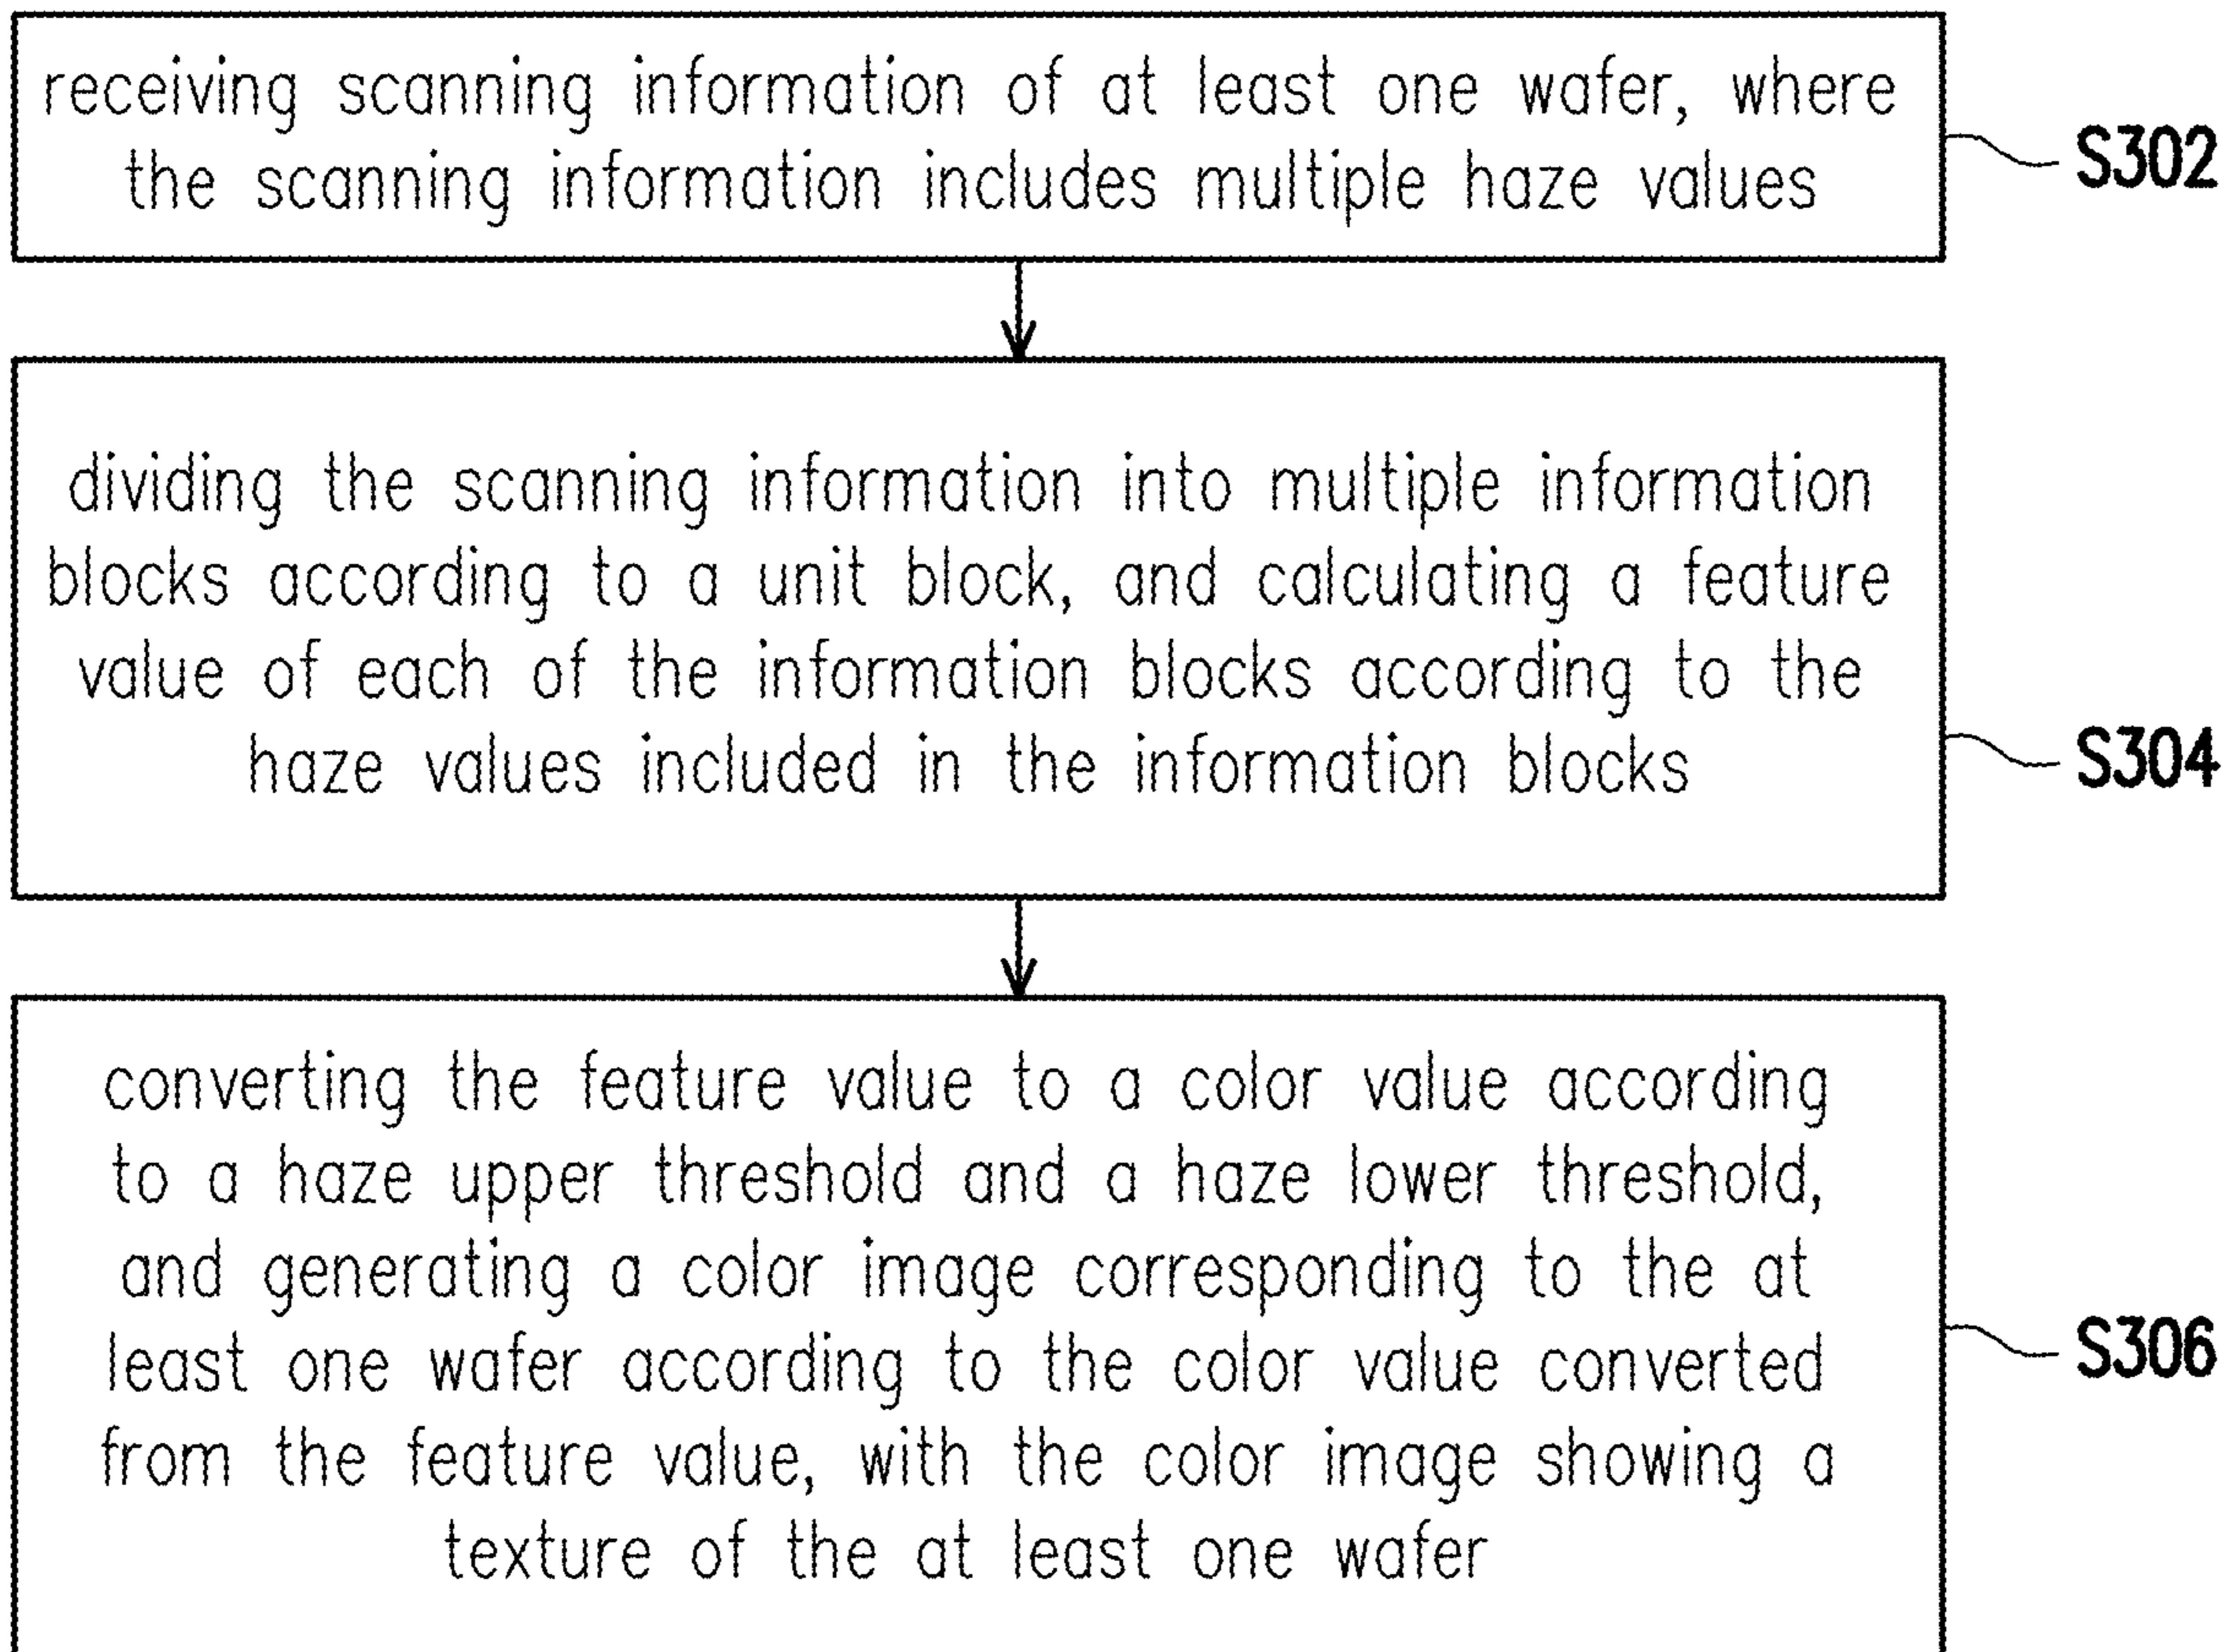 receiving scanning information of at least one wafer, where
the scanning information includes multiple haze values
S302
dividing the scanning information into multiple information
blocks according to a unit block, and calculating a feature
value of each of the information blocks according to the
haze values included in the information blocks
S304
converting the feature value to a color value according
to a haze upper threshold and a haze lower threshold,
and generating a color image corresponding to the at
least one wafer according to the color value converted
from the feature value, with the color image showing a
texture of the at least one wafer
S306